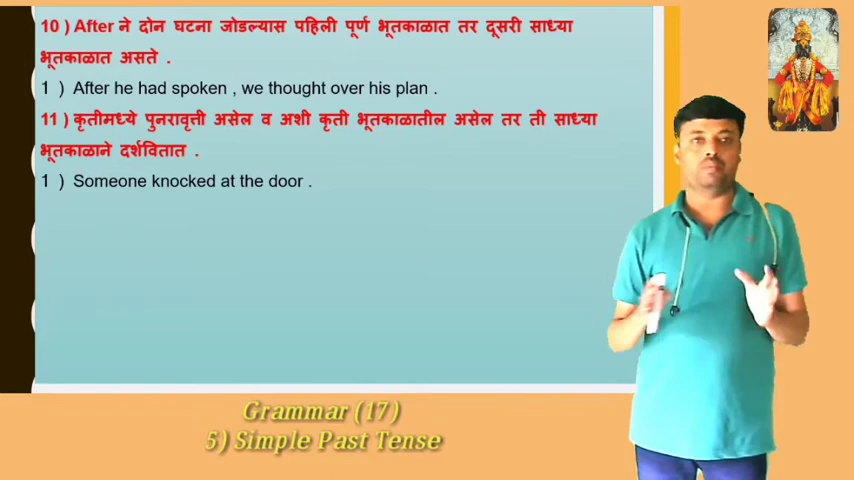 10 ) After ने दोन घटना जोडल्यास पहिली पूर्ण भूतकाळात तर दूसरी साध्या
भूतकाळात असते .
1 ) After he had spoken , we thought over his plan .
11 ) कृतीमध्ये पुनरावृत्ती असेल व अशी कृती भूतकाळातील असेल तर ती साध्या
भूतकाळाने दर्शवितात .
1 ) Someone knocked at the door .
Grammar (17)
5) Simple Past Tense